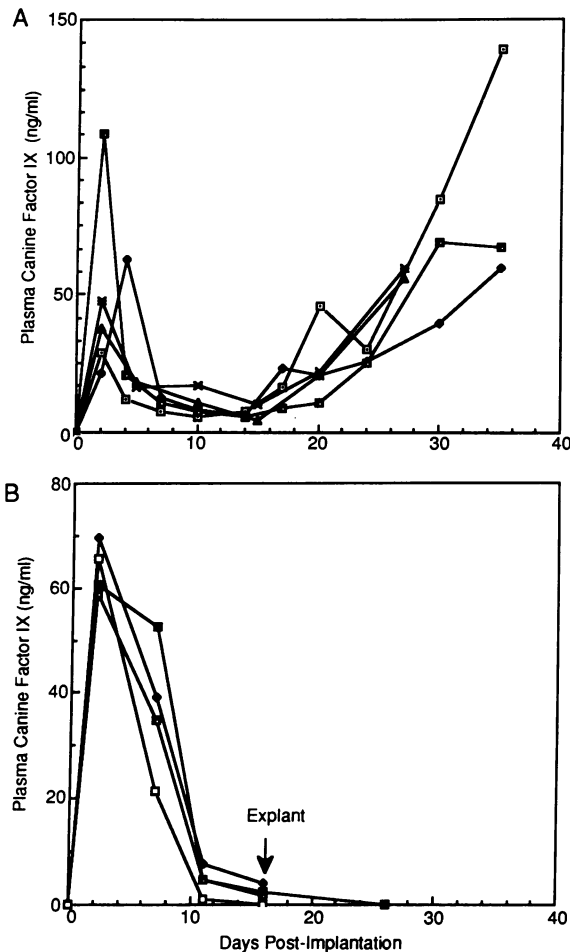 A
150
100
50
0
Plasma Canine Factor IX (ng/ml)
0 10 20 30 40
B
80
60
40
20
0
Plasma Canine Factor IX (ng/ml)
Explant
0 10 20 30 40
Days Post-Implantation